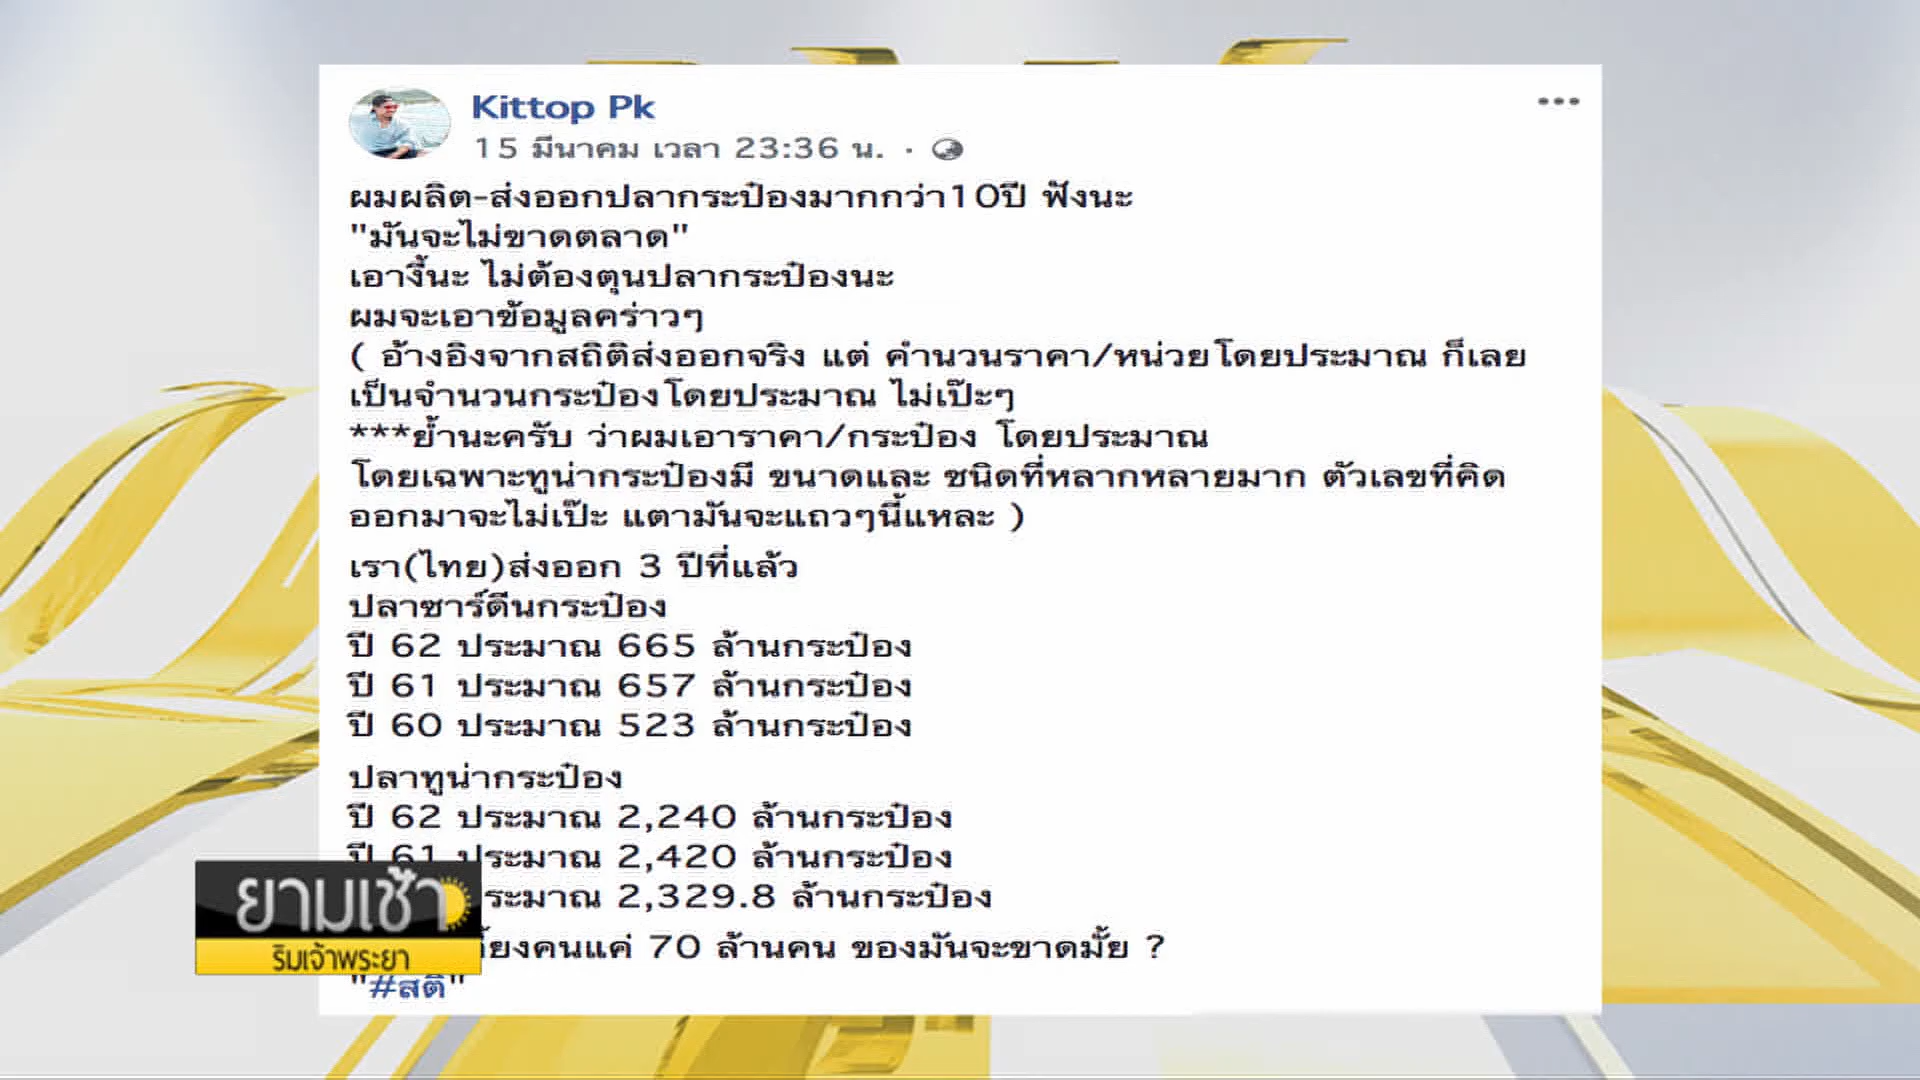 Kittop Pk
15 มีนาคม เวลา 23:36 น. ·
ผมผลิต-ส่งออกปลากระป๋องมากกว่า10ปี ฟังนะ
"มันจะไม่ขาดตลาด"
เอางี้นะ ไม่ต้องตุนปลากระป๋องนะ
ผมจะเอาข้อมูลคร่าวๆ
( อ้างอิงจากสถิติส่งออกจริง แต่ คำนวนราคา/หน่วยโดยประมาณ ก็เลย
เป็นจำนวนกระป๋องโดยประมาณ ไม่เป๊ะๆ
***ย้ำนะครับ ว่าผมเอาราคา/กระป๋อง โดยประมาณ
โดยเฉพาะทูน่ากระป๋องมี ขนาดและ ชนิดที่หลากหลายมาก ตัวเลขที่คิด
ออกมาจะไม่เป๊ะ แตามันจะแถวๆนี้แหละ )
เรา(ไทย)ส่งออก 3 ปีที่แล้ว
ปลาซาร์ดีนกระป๋อง
ปี 62 ประมาณ 665 ล้านกระป๋อง
ปี 61 ประมาณ 657 ล้านกระป๋อง
ปี 60 ประมาณ 523 ล้านกระป๋อง
ปลาทูน่ากระป๋อง
ปี 62 ประมาณ 2,240 ล้านกระป๋อง
ปี 61 ประมาณ 2,420 ล้านกระป๋อง
ระมาณ 2,329.8 ล้านกระป๋อง
คนแค่ 70 ล้านคน ของมันจะขาดมั้ย ?
"#สติ"
ยามเช้า
ริมเจ้าพระยา